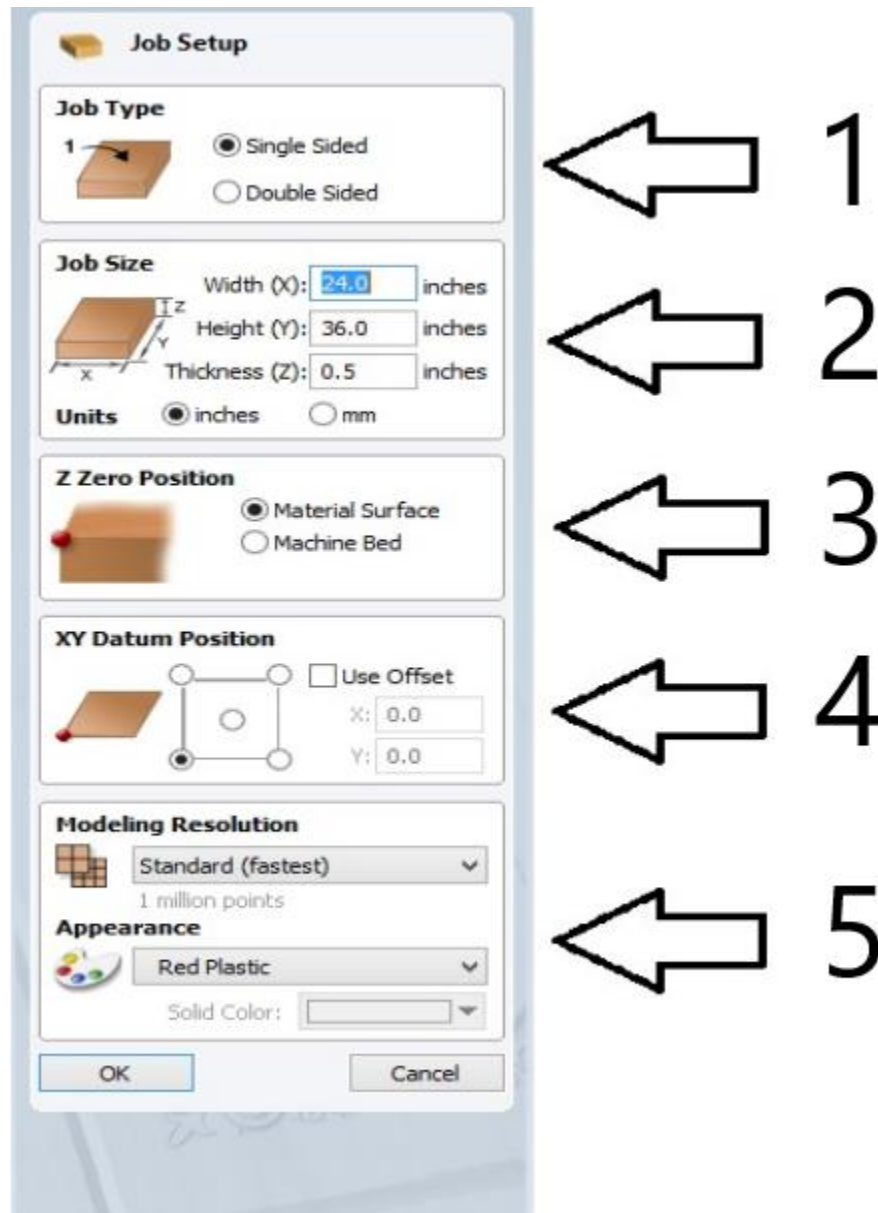 Job Setup
Job Type
1
Single Sided
Double Sided
1
Job Size
Width (X): 24.0 inches
Z
Height (Y): 36.0 inches
Y
X
Thickness (Z): 0.5 inches
Units inches mm
2
Z Zero Position
Material Surface
Machine Bed
3
XY Datum Position
Use Offset
X: 0.0
Y: 0.0
4
Modeling Resolution
Standard (fastest)
1 million points
Appearance
Red Plastic
Solid Color:
5
OK Cancel